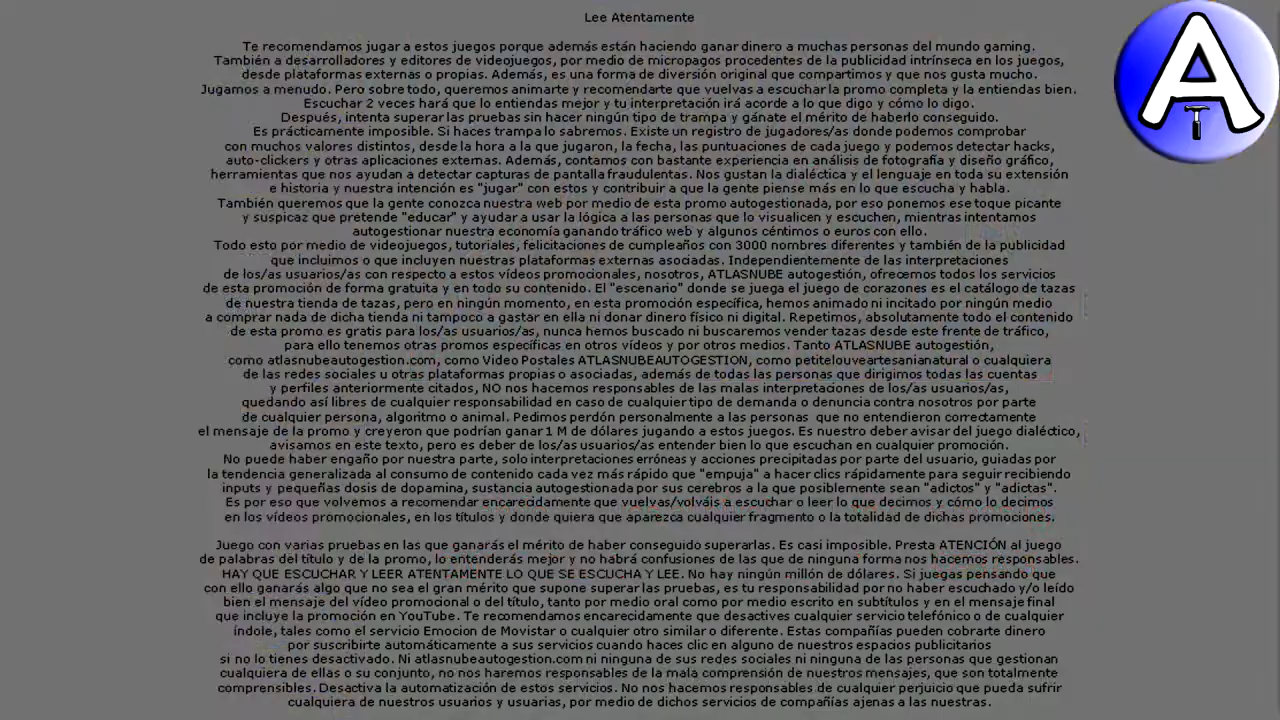 Lee Atentamente
Te recomendamos jugar a estos juegos porque además están haciendo ganar dinero a muchas personas del mundo gaming.
También a desarrolladores y editores de videojuegos, por medio de micropagos procedentes de la publicidad intrínseca en los juegos,
desde plataformas externas o propias. Además, es una forma de diversión original que compartimos y que nos gusta mucho.
Jugamos a menudo. Pero sobre todo, queremos animarte y recomendarte que vuelvas a escuchar la promo completa y la entiendas bien.
Escuchar 2 veces hará que lo entiendas mejor y tu interpretación irá acorde a lo que digo y cómo lo digo.
Después, intenta superar las pruebas sin hacer ningún tipo de trampa y gánate el mérito de haberlo conseguido.
Es prácticamente imposible. Si haces trampa lo sabremos. Existe un registro de jugadores/as donde podemos comprobar
con muchos valores distintos, desde la hora a la que jugaron, la fecha, las puntuaciones de cada juego y podemos detectar hacks,
auto-clickers y otras aplicaciones externas. Además, contamos con bastante experiencia en análisis de fotografía y diseño gráfico,
herramientas que nos ayudan a detectar capturas de pantalla fraudulentas. Nos gustan la dialéctica y el lenguaje en toda su extensión
e historia y nuestra intención es "jugar" con estos y contribuir a que la gente piense más en lo que escucha y habla.
También queremos que la gente conozca nuestra web por medio de esta promo autogestionada, por eso ponemos ese toque picante
y suspicaz que pretende "educar" y ayudar a usar la lógica a las personas que lo visualicen y escuchen, mientras intentamos
autogestionar nuestra economía ganando tráfico web y algunos céntimos o euros con ello.
Todo esto por medio de videojuegos, tutoriales, felicitaciones de cumpleaños con 3000 nombres diferentes y también de la publicidad
que incluimos o que incluyen nuestras plataformas externas asociadas. Independientemente de las interpretaciones
de los/as usuarios/as con respecto a estos vídeos promocionales, nosotros, ATLASNUBE autogestión, ofrecemos todos los servicios
de esta promoción de forma gratuita y en todo su contenido. El "escenario" donde se juega el juego de corazones es el catálogo de tazas
de nuestra tienda de tazas, pero en ningún momento, en esta promoción específica, hemos animado ni incitado por ningún medio
a comprar nada de dicha tienda ni tampoco a gastar en ella ni donar dinero físico ni digital. Repetimos, absolutamente todo el contenido
de esta promo es gratis para los/as usuarios/as, nunca hemos buscado ni buscaremos vender tazas desde este frente de tráfico,
para ello tenemos otras promos específicas en otros vídeos y por otros medios. Tanto ATLASNUBE autogestión,
como atlasnubeautogestion.com, como Video Postales ATLASNUBEAUTOGESTION, como petitelouveartesanianatural o cualquiera
de las redes sociales u otras plataformas propias o asociadas, además de todas las personas que dirigimos todas las cuentas
y perfiles anteriormente citados, NO nos hacemos responsables de las malas interpretaciones de los/as usuarios/as,
quedando así libres de cualquier responsabilidad en caso de cualquier tipo de demanda o denuncia contra nosotros por parte
de cualquier persona, algoritmo o animal. Pedimos perdón personalmente a las personas que no entendieron correctamente
el mensaje de la promo y creyeron que podrían ganar 1 M de dólares jugando a estos juegos. Es nuestro deber avisar del juego dialéctico,
avisamos en este texto, pero es deber de los/as usuarios/as entender bien lo que escuchan en cualquier promoción.
No puede haber engaño por nuestra parte, solo interpretaciones erróneas y acciones precipitadas por parte del usuario, guiadas por
la tendencia generalizada al consumo de contenido cada vez más rápido que "empuja" a hacer clics rápidamente para seguir recibiendo
inputs y pequeñas dosis de dopamina, sustancia autogestionada por sus cerebros a la que posiblemente sean "adictos" y "adictas".
Es por eso que volvemos a recomendar encarecidamente que vuelvas/volváis a escuchar o leer lo que decimos y cómo lo decimos
en los vídeos promocionales, en los títulos y donde quiera que aparezca cualquier fragmento o la totalidad de dichas promociones.
Juego con varias pruebas en las que ganarás el mérito de haber conseguido superarlas. Es casi imposible. Presta ATENCIÓN al juego
de palabras del título y de la promo, lo entenderás mejor y no habrá confusiones de las que de ninguna forma nos hacemos responsables.
HAY QUE ESCUCHAR Y LEER ATENTAMENTE LO QUE SE ESCUCHA Y LEE. No hay ningún millón de dólares. Si juegas pensando que
con ello ganarás algo que no sea el gran mérito que supone superar las pruebas, es tu responsabilidad por no haber escuchado y/o leído
bien el mensaje del vídeo promocional o del título, tanto por medio oral como por medio escrito en subtítulos y en el mensaje final
que incluye la promoción en YouTube. Te recomendamos encarecidamente que desactives cualquier servicio telefónico o de cualquier
índole, tales como el servicio Emocion de Movistar o cualquier otro similar o diferente. Estas compañías pueden cobrarte dinero
por suscribirte automáticamente a sus servicios cuando haces clic en alguno de nuestros espacios publicitarios
si no lo tienes desactivado. Ni atlasnubeautogestion.com ni ninguna de sus redes sociales ni ninguna de las personas que gestionan
cualquiera de ellas o su conjunto, no nos haremos responsables de la mala comprensión de nuestros mensajes, que son totalmente
comprensibles. Desactiva la automatización de estos servicios. No nos hacemos responsables de cualquier perjuicio que pueda sufrir
cualquiera de nuestros usuarios y usuarias, por medio de dichos servicios de compañías ajenas a las nuestras.
A